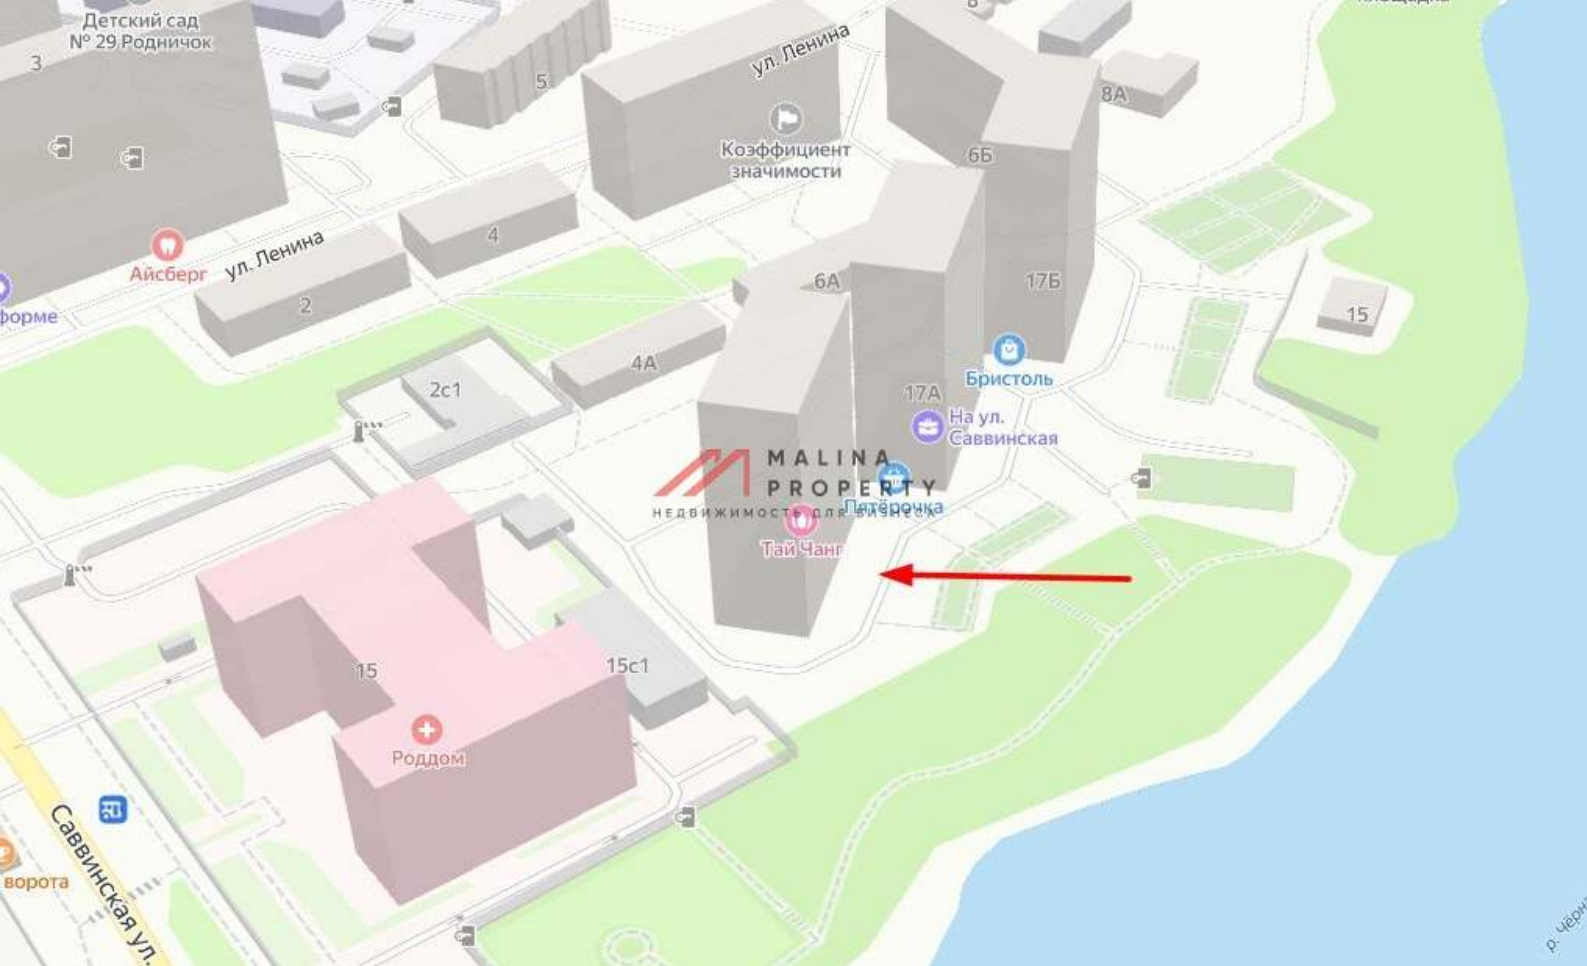 Детский сад
№ 29 Родничок
3
5
ул. Ленина
8А
Коэффициент
значимости
6Б
4
ул. Ленина
Айсберг
2
6А
17Б
15
4А
Бристоль
2с1
17А
На ул.
Саввинская
MALINA
PROPERTY
НЕДВИЖИМОСТЬ ДЛЯ БИЗНЕСА
Пятёрочка
Тай Чанг
15
15с1
Роддом
Саввинская ул.
ворота